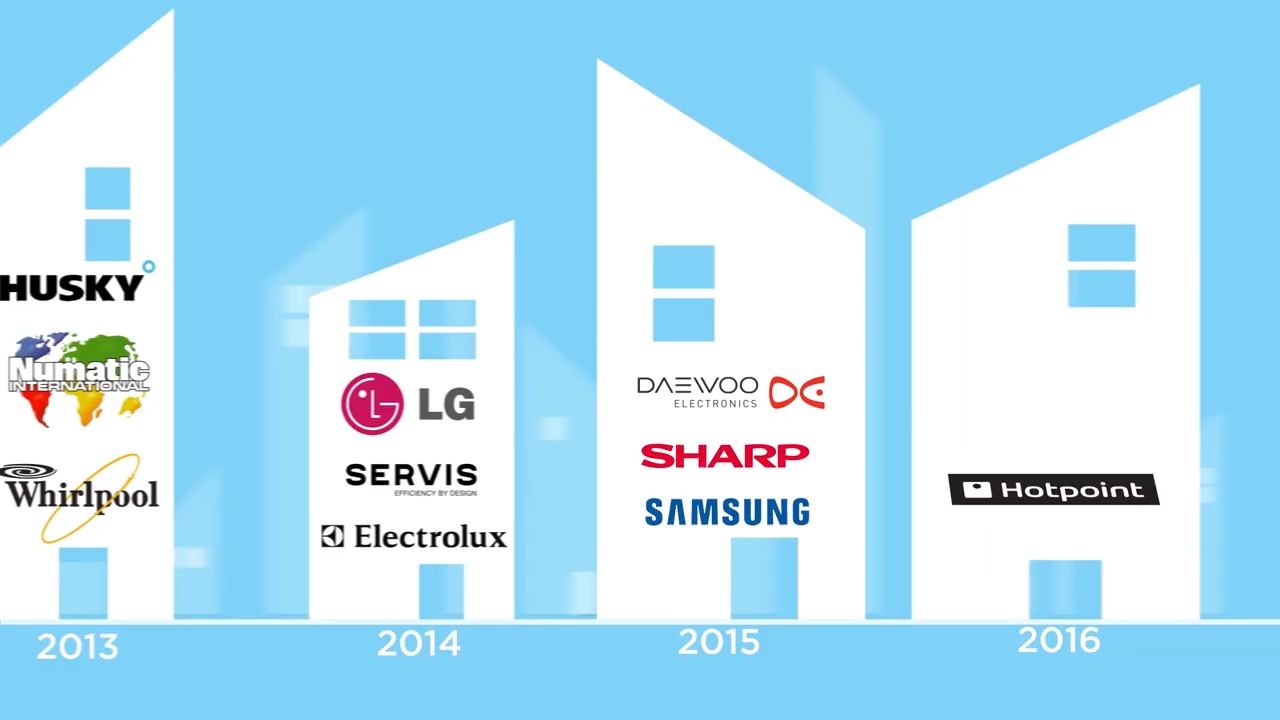 HUSKY
Numatic
INTERNATIONAL
Whirlpool
2013
LG
SERVIS
EFFICIENCY BY DESIGN
Electrolux
2014
DAEWOO
ELECTRONICS
SHARP
SAMSUNG
2015
Hotpoint
2016